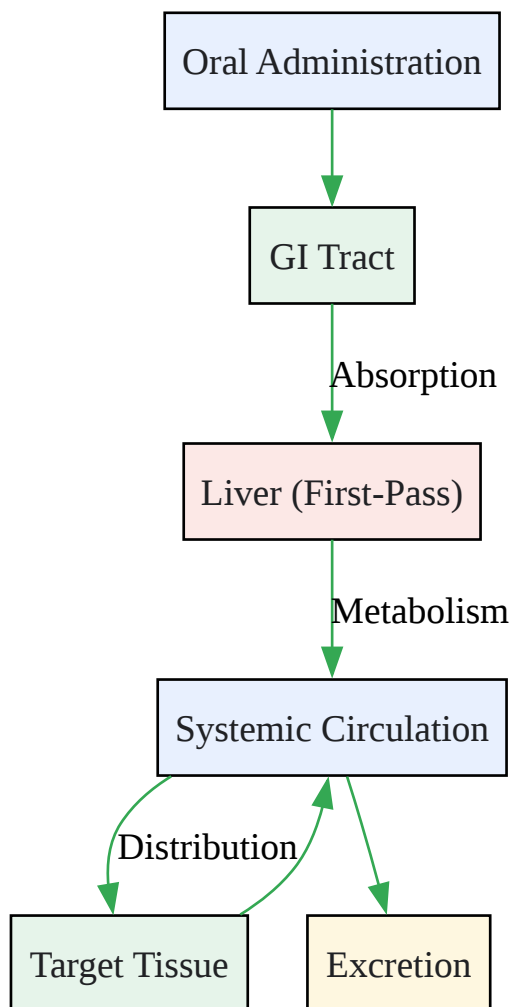 Oral Administration
GI Tract
Absorption
Liver (First-Pass)
Metabolism
Systemic Circulation
Distribution
Target Tissue
Excretion